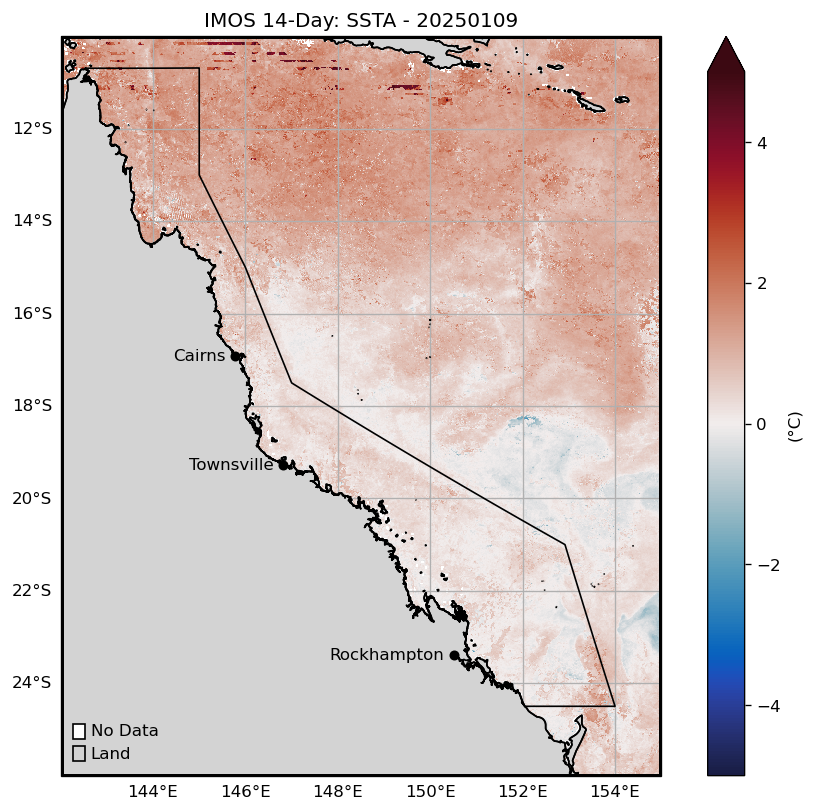 IMOS 14-Day: SSTA - 20250109
12°S
14°S
16°S
18°S
20°S
22°S
24°S
Cairns
Townsville
Rockhampton
No Data
Land
144°E 146°E 148°E 150°E 152°E 154°E
4
2
0
−2
−4
(°C)